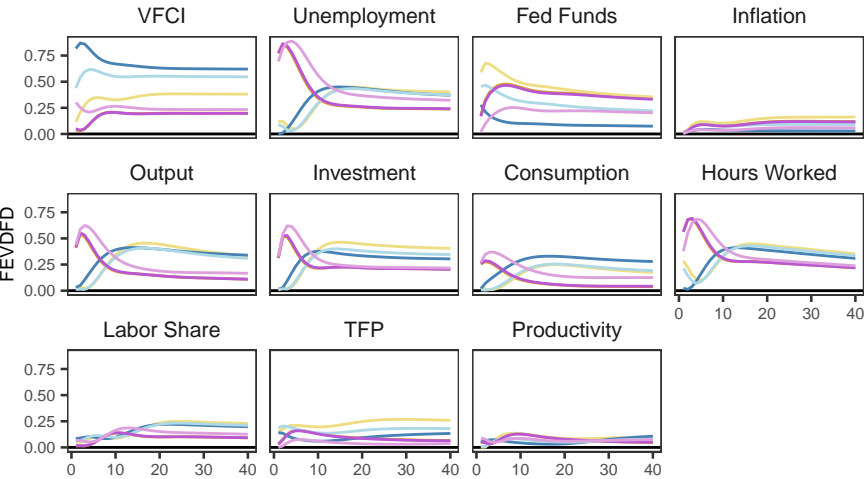 VFCI Unemployment Fed Funds Inflation
0.75
0.50
0.25
0.00
Output Investment Consumption Hours Worked
FEVDFD
0.75
0.50
0.25
0.00
0 10 20 30 40
Labor Share TFP Productivity
0.75
0.50
0.25
0.00
0 10 20 30 40 0 10 20 30 40 0 10 20 30 40